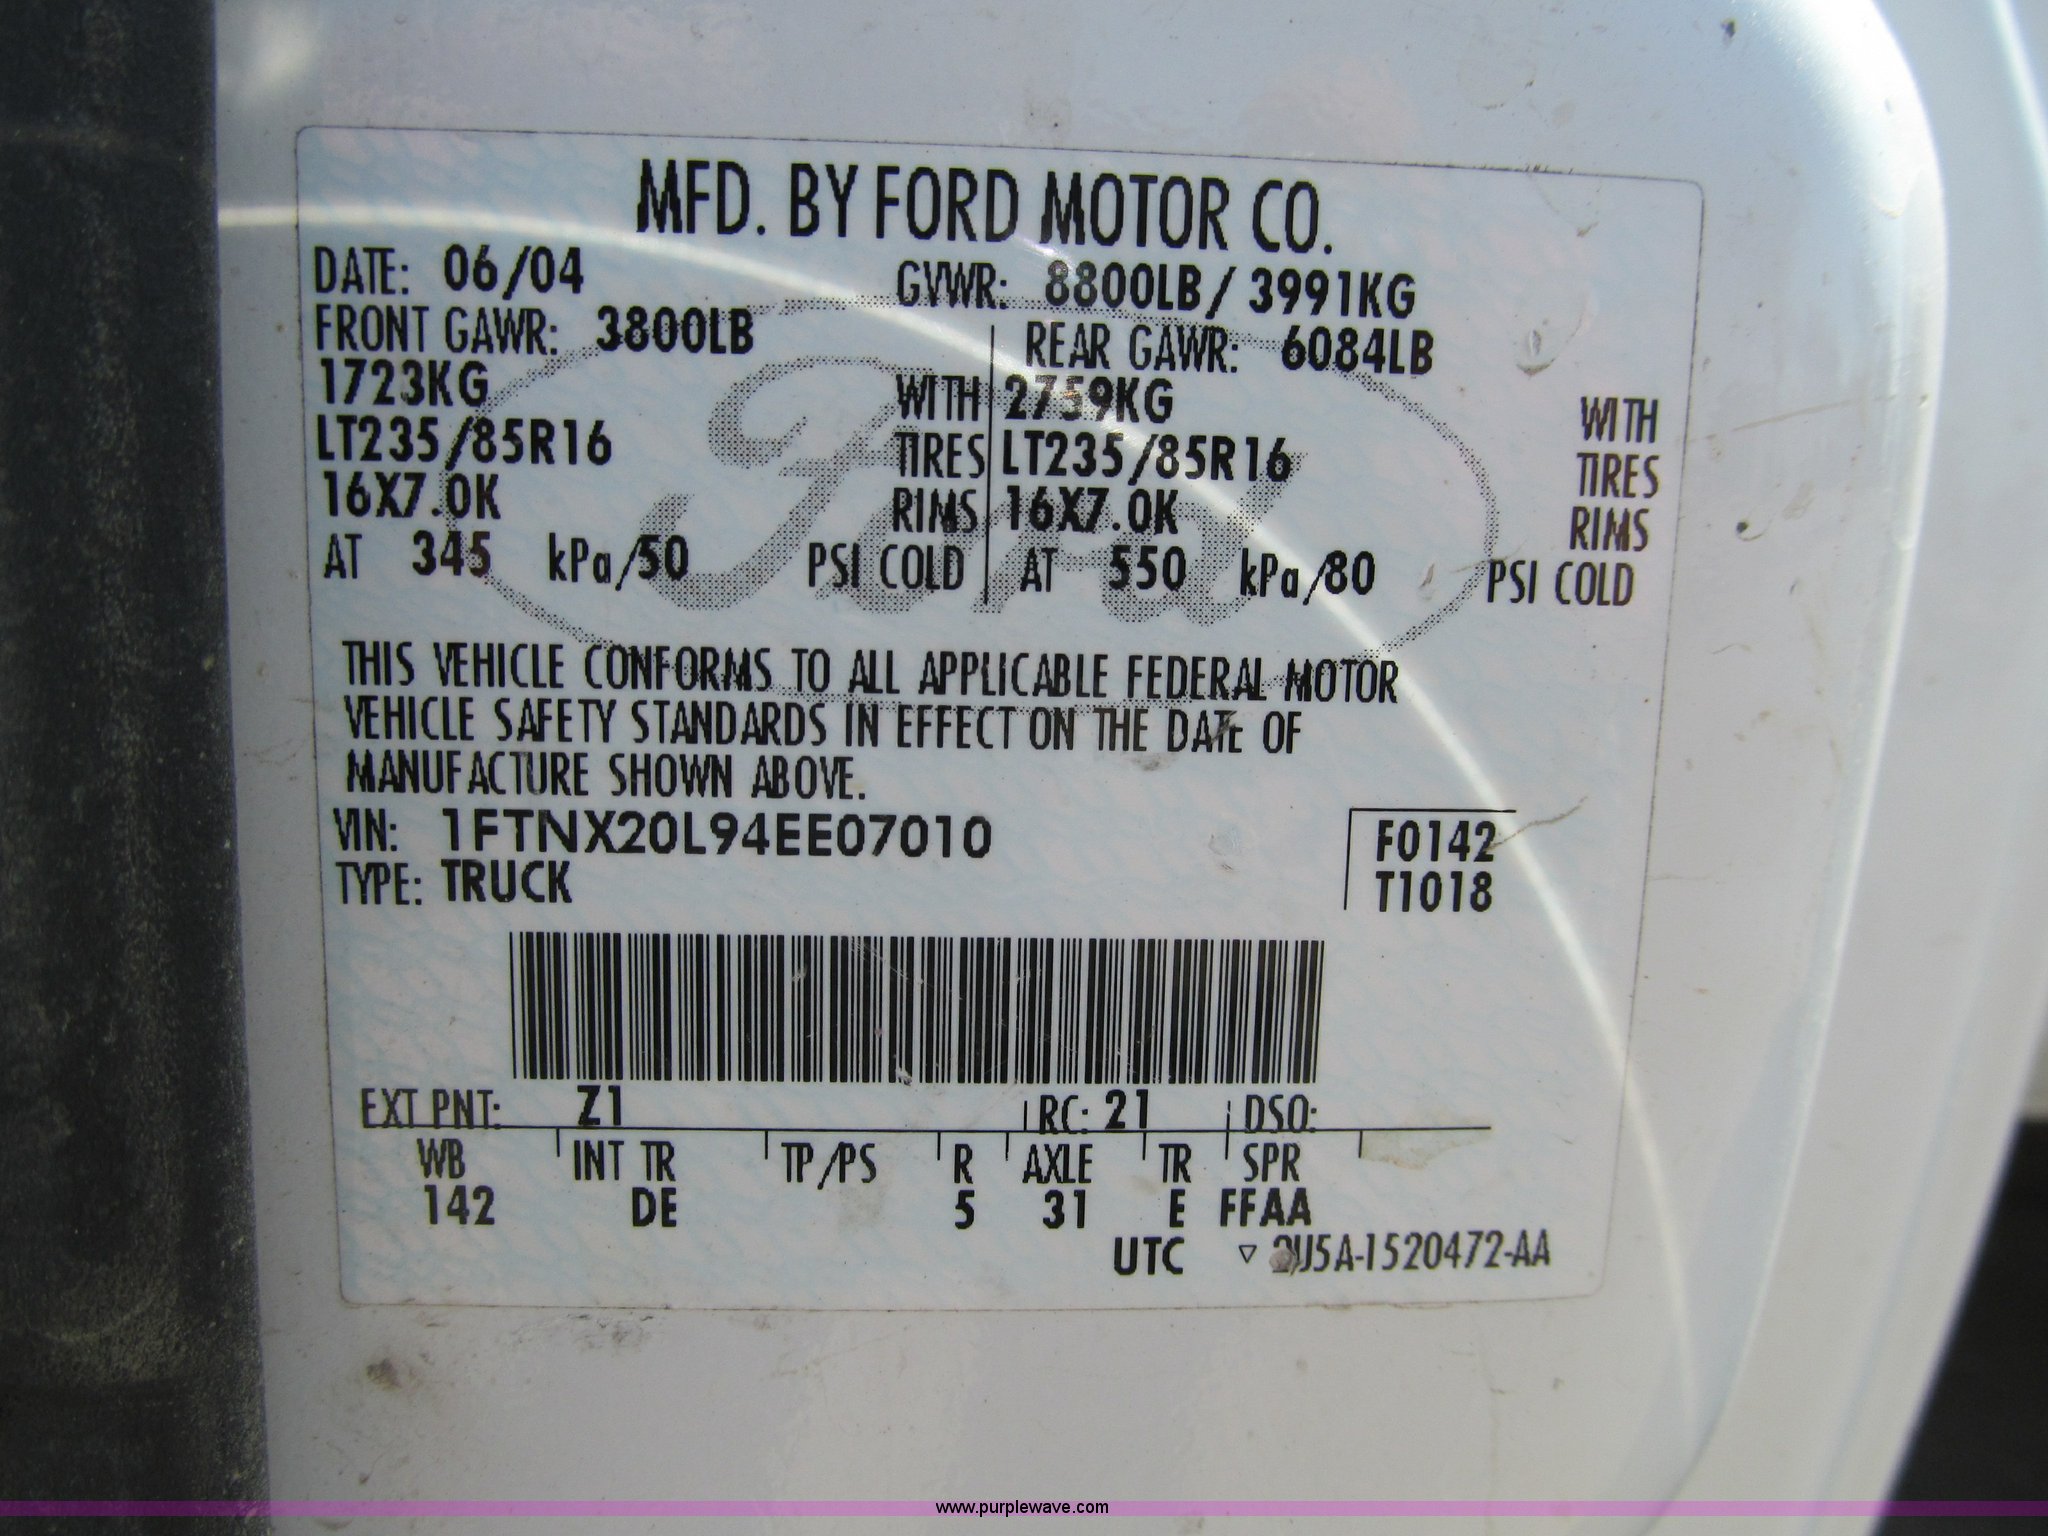 MFD. BY FORD MOTOR CO.
DATE: 06/04 GVWR: 8800LB / 3991KG
FRONT GAWR: 3800LB REAR GAWR: 6084LB
1723KG WITH 2759KG WITH
LT235/85R16 TIRES LT235/85R16 TIRES
16X7.0K RIMS 16X7.0K RIMS
AT 345 kPa/50 PSI COLD AT 550 kPa/80 PSI COLD
Ford
THIS VEHICLE CONFORMS TO ALL APPLICABLE FEDERAL MOTOR
VEHICLE SAFETY STANDARDS IN EFFECT ON THE DATE OF
MANUFACTURE SHOWN ABOVE.
VIN: 1FTNX20L94EE07010 F0142
TYPE: TRUCK T1018
EXT PNT: Z1 RC: 21 DSO:
WB INT TR TP/PS R AXLE TR SPR
142 DE 5 31 E FFAA
UTC ▽ 2U5A-1520472-AA
www.purplewave.com